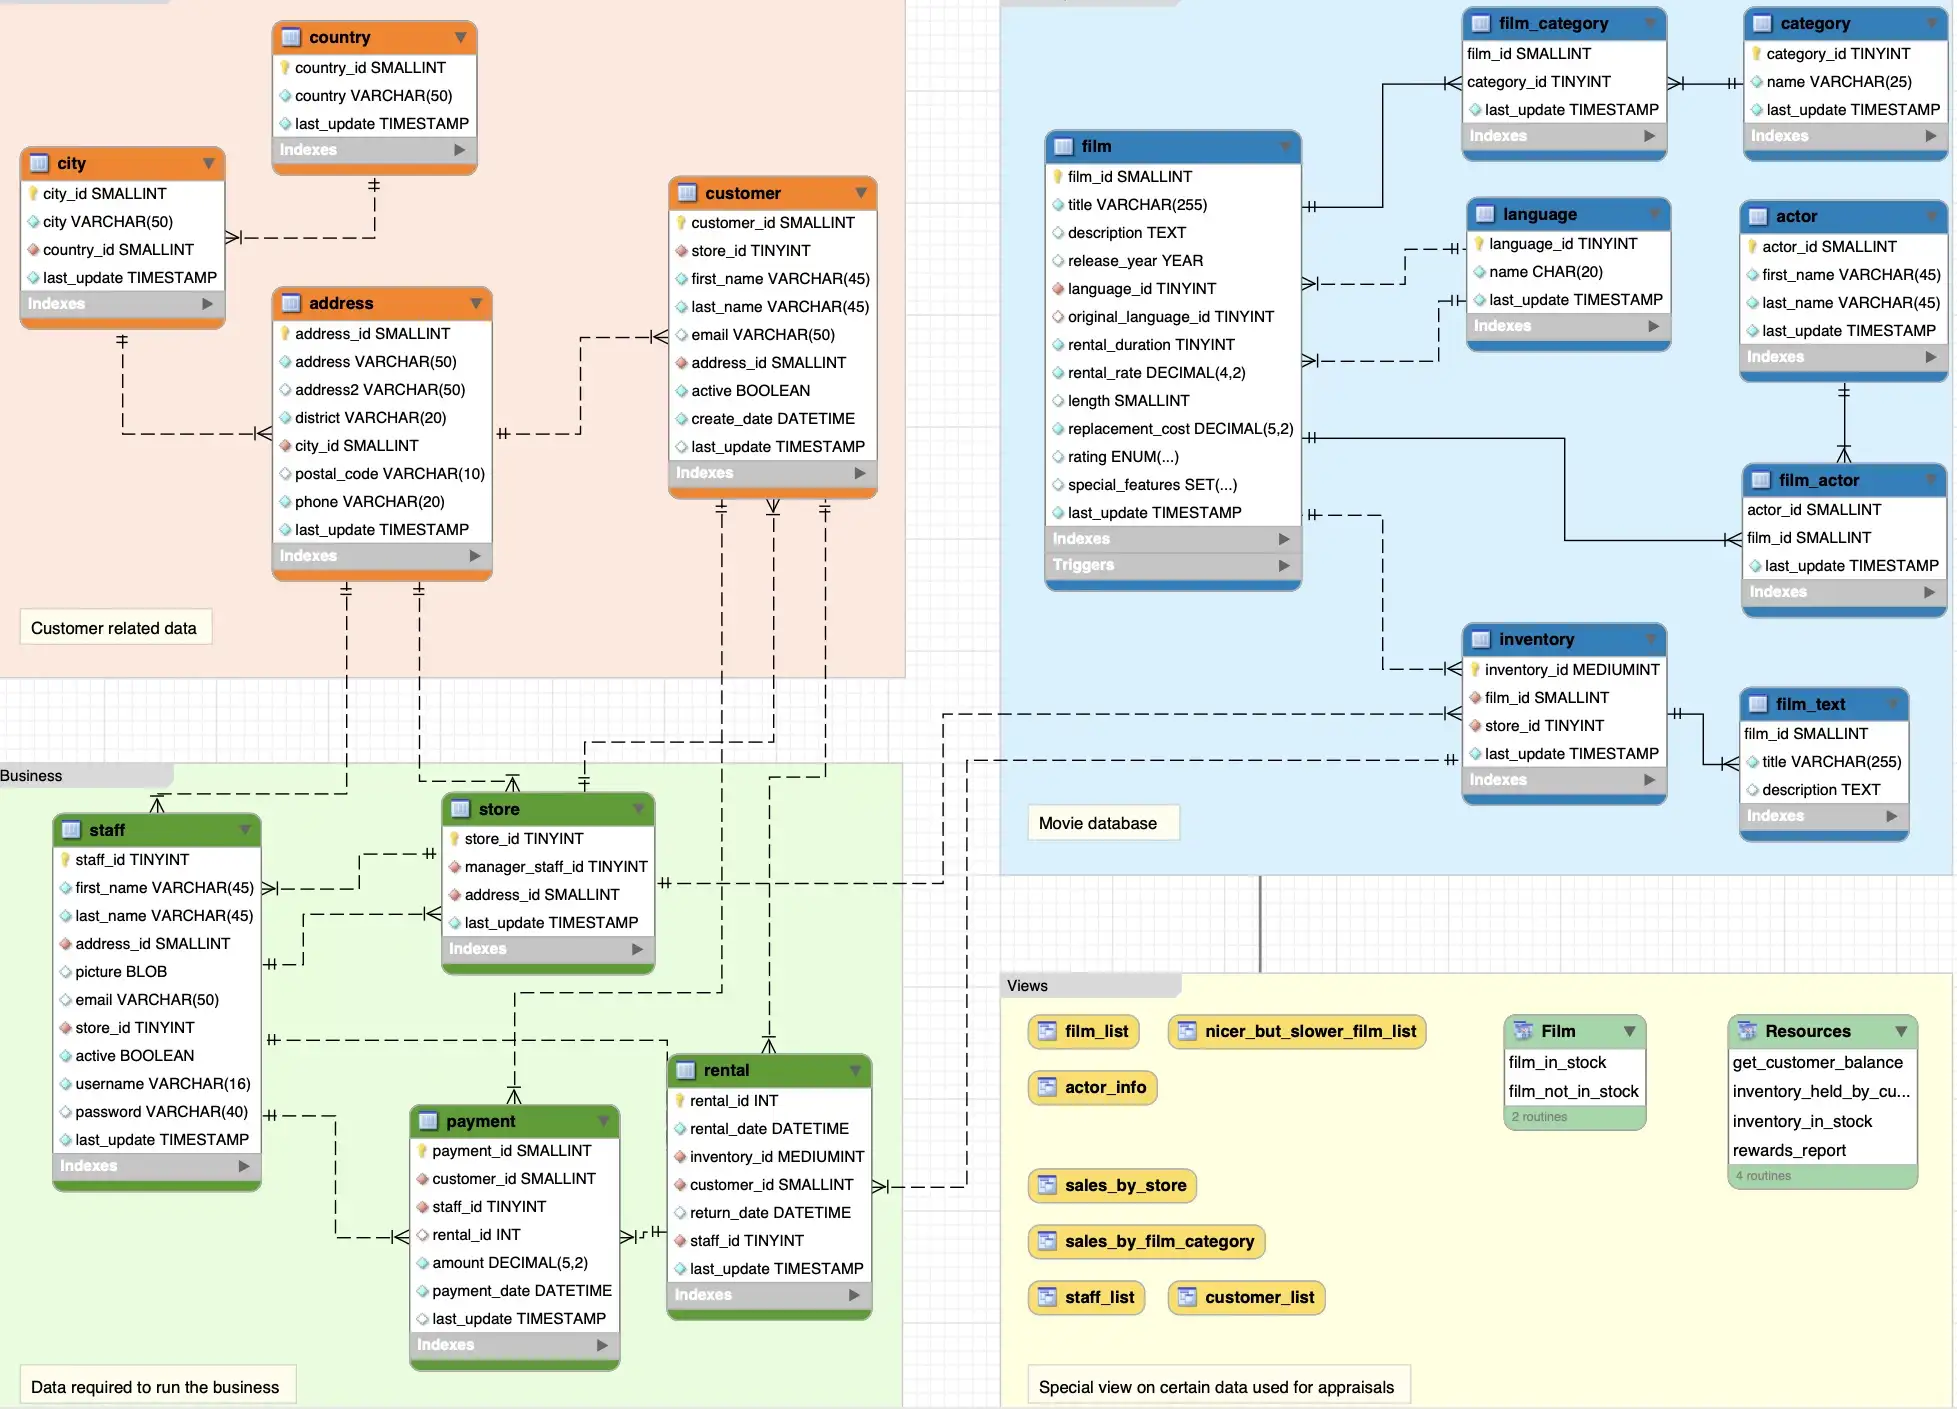 country
country_id SMALLINT
country VARCHAR(50)
last_update TIMESTAMP
Indexes
city
city_id SMALLINT
city VARCHAR(50)
country_id SMALLINT
last_update TIMESTAMP
Indexes
address
address_id SMALLINT
address VARCHAR(50)
address2 VARCHAR(50)
district VARCHAR(20)
city_id SMALLINT
postal_code VARCHAR(10)
phone VARCHAR(20)
last_update TIMESTAMP
Indexes
customer
customer_id SMALLINT
store_id TINYINT
first_name VARCHAR(45)
last_name VARCHAR(45)
email VARCHAR(50)
address_id SMALLINT
active BOOLEAN
create_date DATETIME
last_update TIMESTAMP
Indexes
Customer related data
film
film_id SMALLINT
title VARCHAR(255)
description TEXT
release_year YEAR
language_id TINYINT
original_language_id TINYINT
rental_duration TINYINT
rental_rate DECIMAL(4,2)
length SMALLINT
replacement_cost DECIMAL(5,2)
rating ENUM(...)
special_features SET(...)
last_update TIMESTAMP
Indexes
Triggers
film_category
film_id SMALLINT
category_id TINYINT
last_update TIMESTAMP
Indexes
category
category_id TINYINT
name VARCHAR(25)
last_update TIMESTAMP
Indexes
language
language_id TINYINT
name CHAR(20)
last_update TIMESTAMP
Indexes
actor
actor_id SMALLINT
first_name VARCHAR(45)
last_name VARCHAR(45)
last_update TIMESTAMP
Indexes
film_actor
actor_id SMALLINT
film_id SMALLINT
last_update TIMESTAMP
Indexes
inventory
inventory_id MEDIUMINT
film_id SMALLINT
store_id TINYINT
last_update TIMESTAMP
Indexes
film_text
film_id SMALLINT
title VARCHAR(255)
description TEXT
Indexes
Movie database
Business
staff
staff_id TINYINT
first_name VARCHAR(45)
last_name VARCHAR(45)
address_id SMALLINT
picture BLOB
email VARCHAR(50)
store_id TINYINT
active BOOLEAN
username VARCHAR(16)
password VARCHAR(40)
last_update TIMESTAMP
Indexes
store
store_id TINYINT
manager_staff_id TINYINT
address_id SMALLINT
last_update TIMESTAMP
Indexes
payment
payment_id SMALLINT
customer_id SMALLINT
staff_id TINYINT
rental_id INT
amount DECIMAL(5,2)
payment_date DATETIME
last_update TIMESTAMP
Indexes
rental
rental_id INT
rental_date DATETIME
inventory_id MEDIUMINT
customer_id SMALLINT
return_date DATETIME
staff_id TINYINT
last_update TIMESTAMP
Indexes
Data required to run the business
Views
film_list
nicer_but_slower_film_list
actor_info
sales_by_store
sales_by_film_category
staff_list
customer_list
Film
film_in_stock
film_not_in_stock
2 routines
Resources
get_customer_balance
inventory_held_by_cu...
inventory_in_stock
rewards_report
4 routines
Special view on certain data used for appraisals